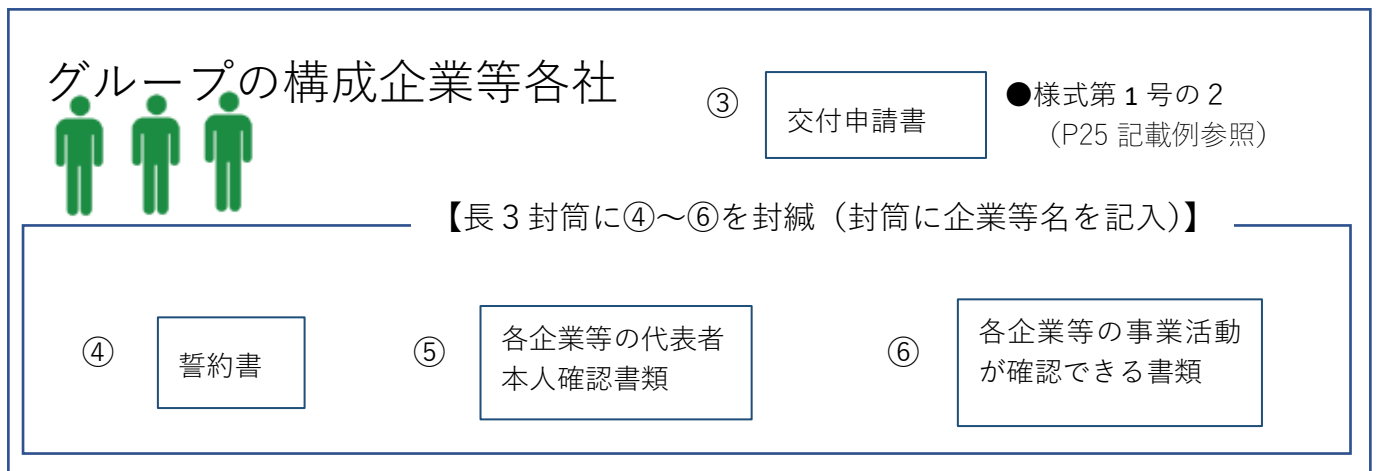 グループの構成企業等各社
③
交付申請書
●様式第1号の2
（P25 記載例参照）
【長3封筒に④～⑥を封緘（封筒に企業等名を記入）】
④
誓約書
⑤
各企業等の代表者
本人確認書類
⑥
各企業等の事業活動
が確認できる書類